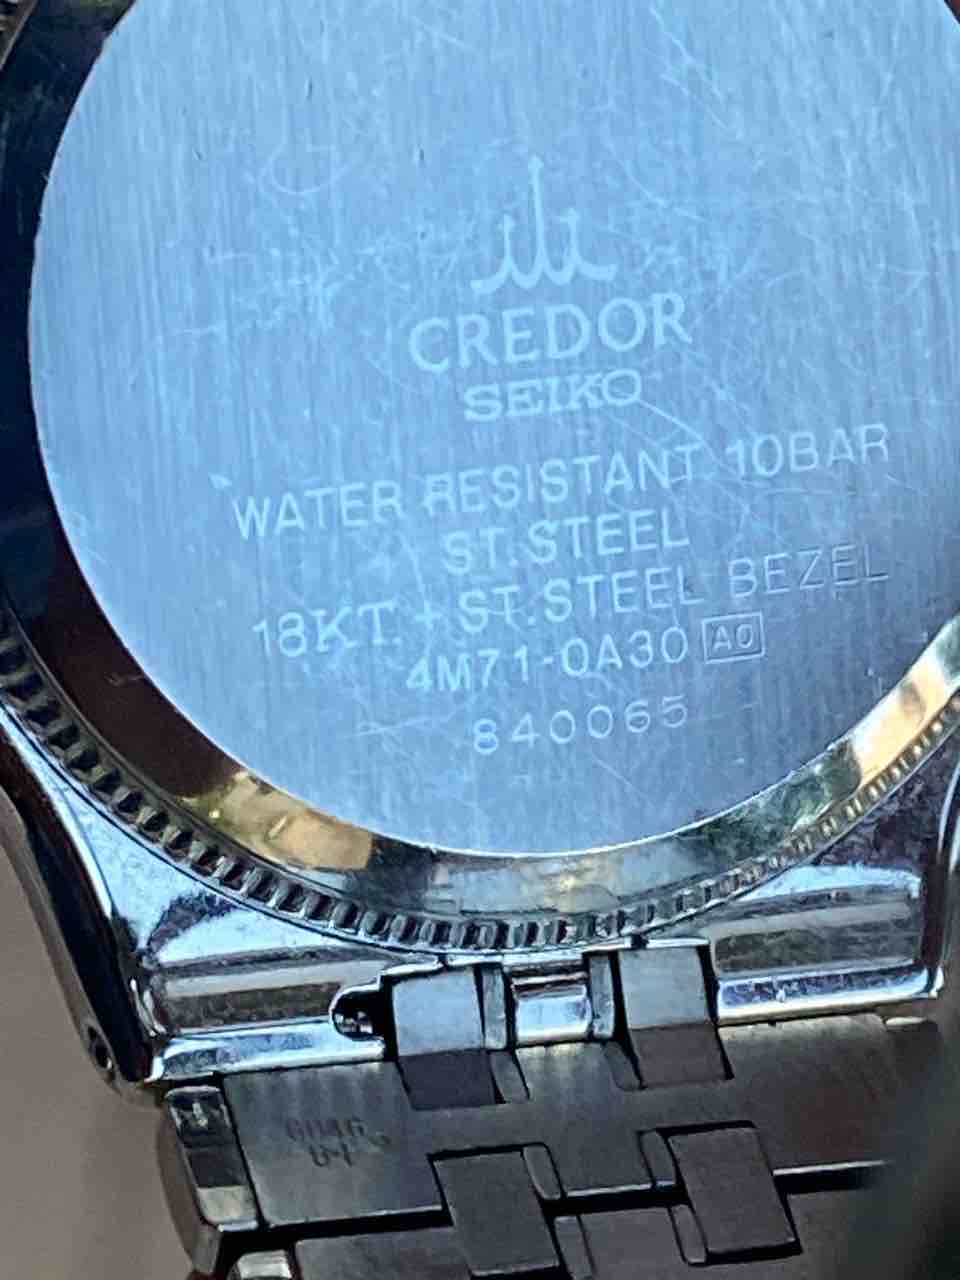 CREDOR
SEIKO
WATER RESISTANT 10BAR
ST.STEEL
18KT.+ST.STEEL BEZEL
4M71-0A30 A0
840065